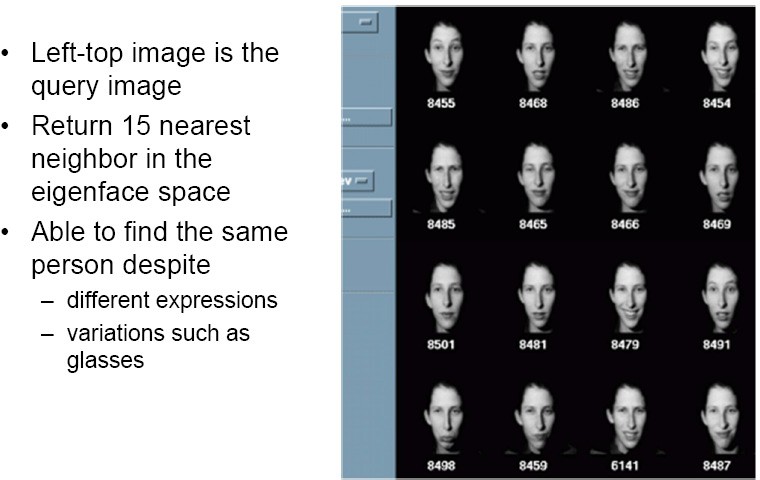 • Left-top image is the
query image
• Return 15 nearest
neighbor in the
eigenface space
• Able to find the same
person despite
– different expressions
– variations such as
glasses
8455 8468 8486 8454
8485 8465 8466 8469
8501 8481 8479 8491
8498 8459 6141 8487